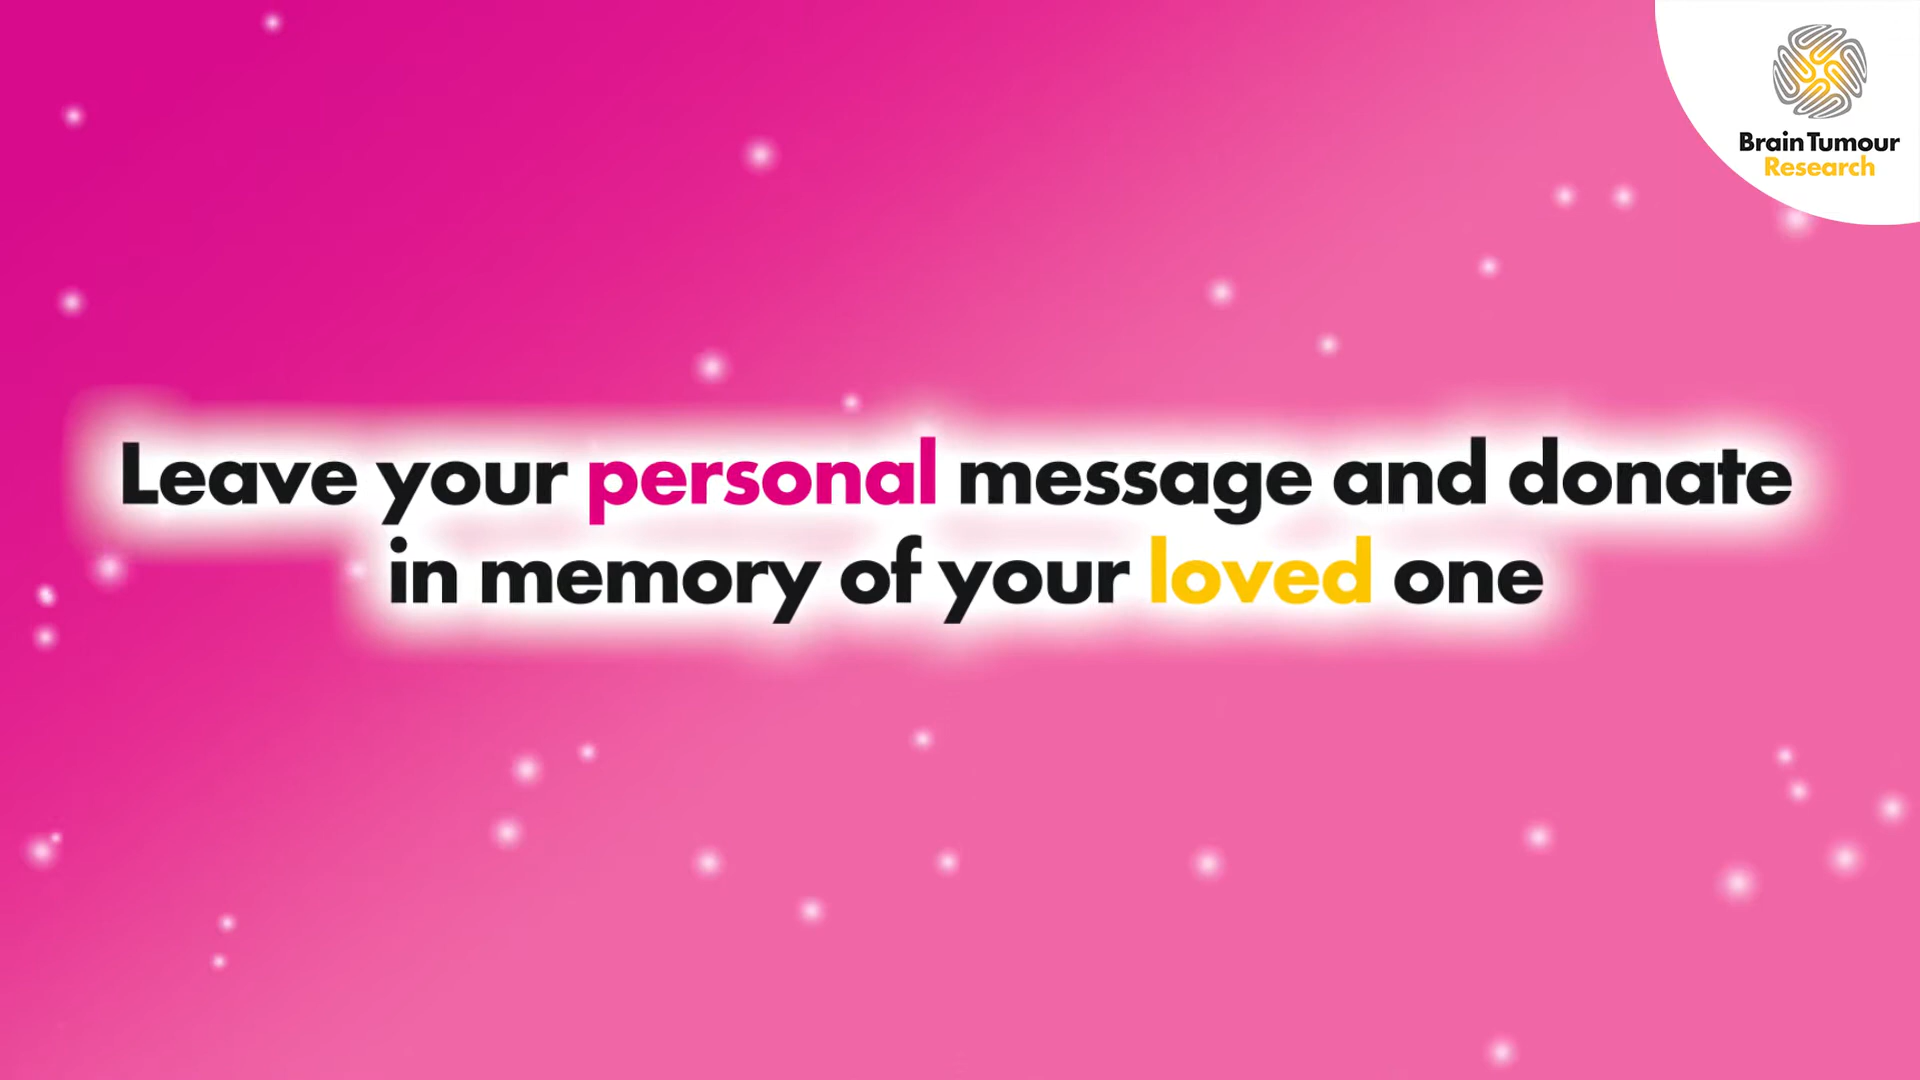 Brain Tumour
Research
Leave your personal message and donate
in memory of your loved one